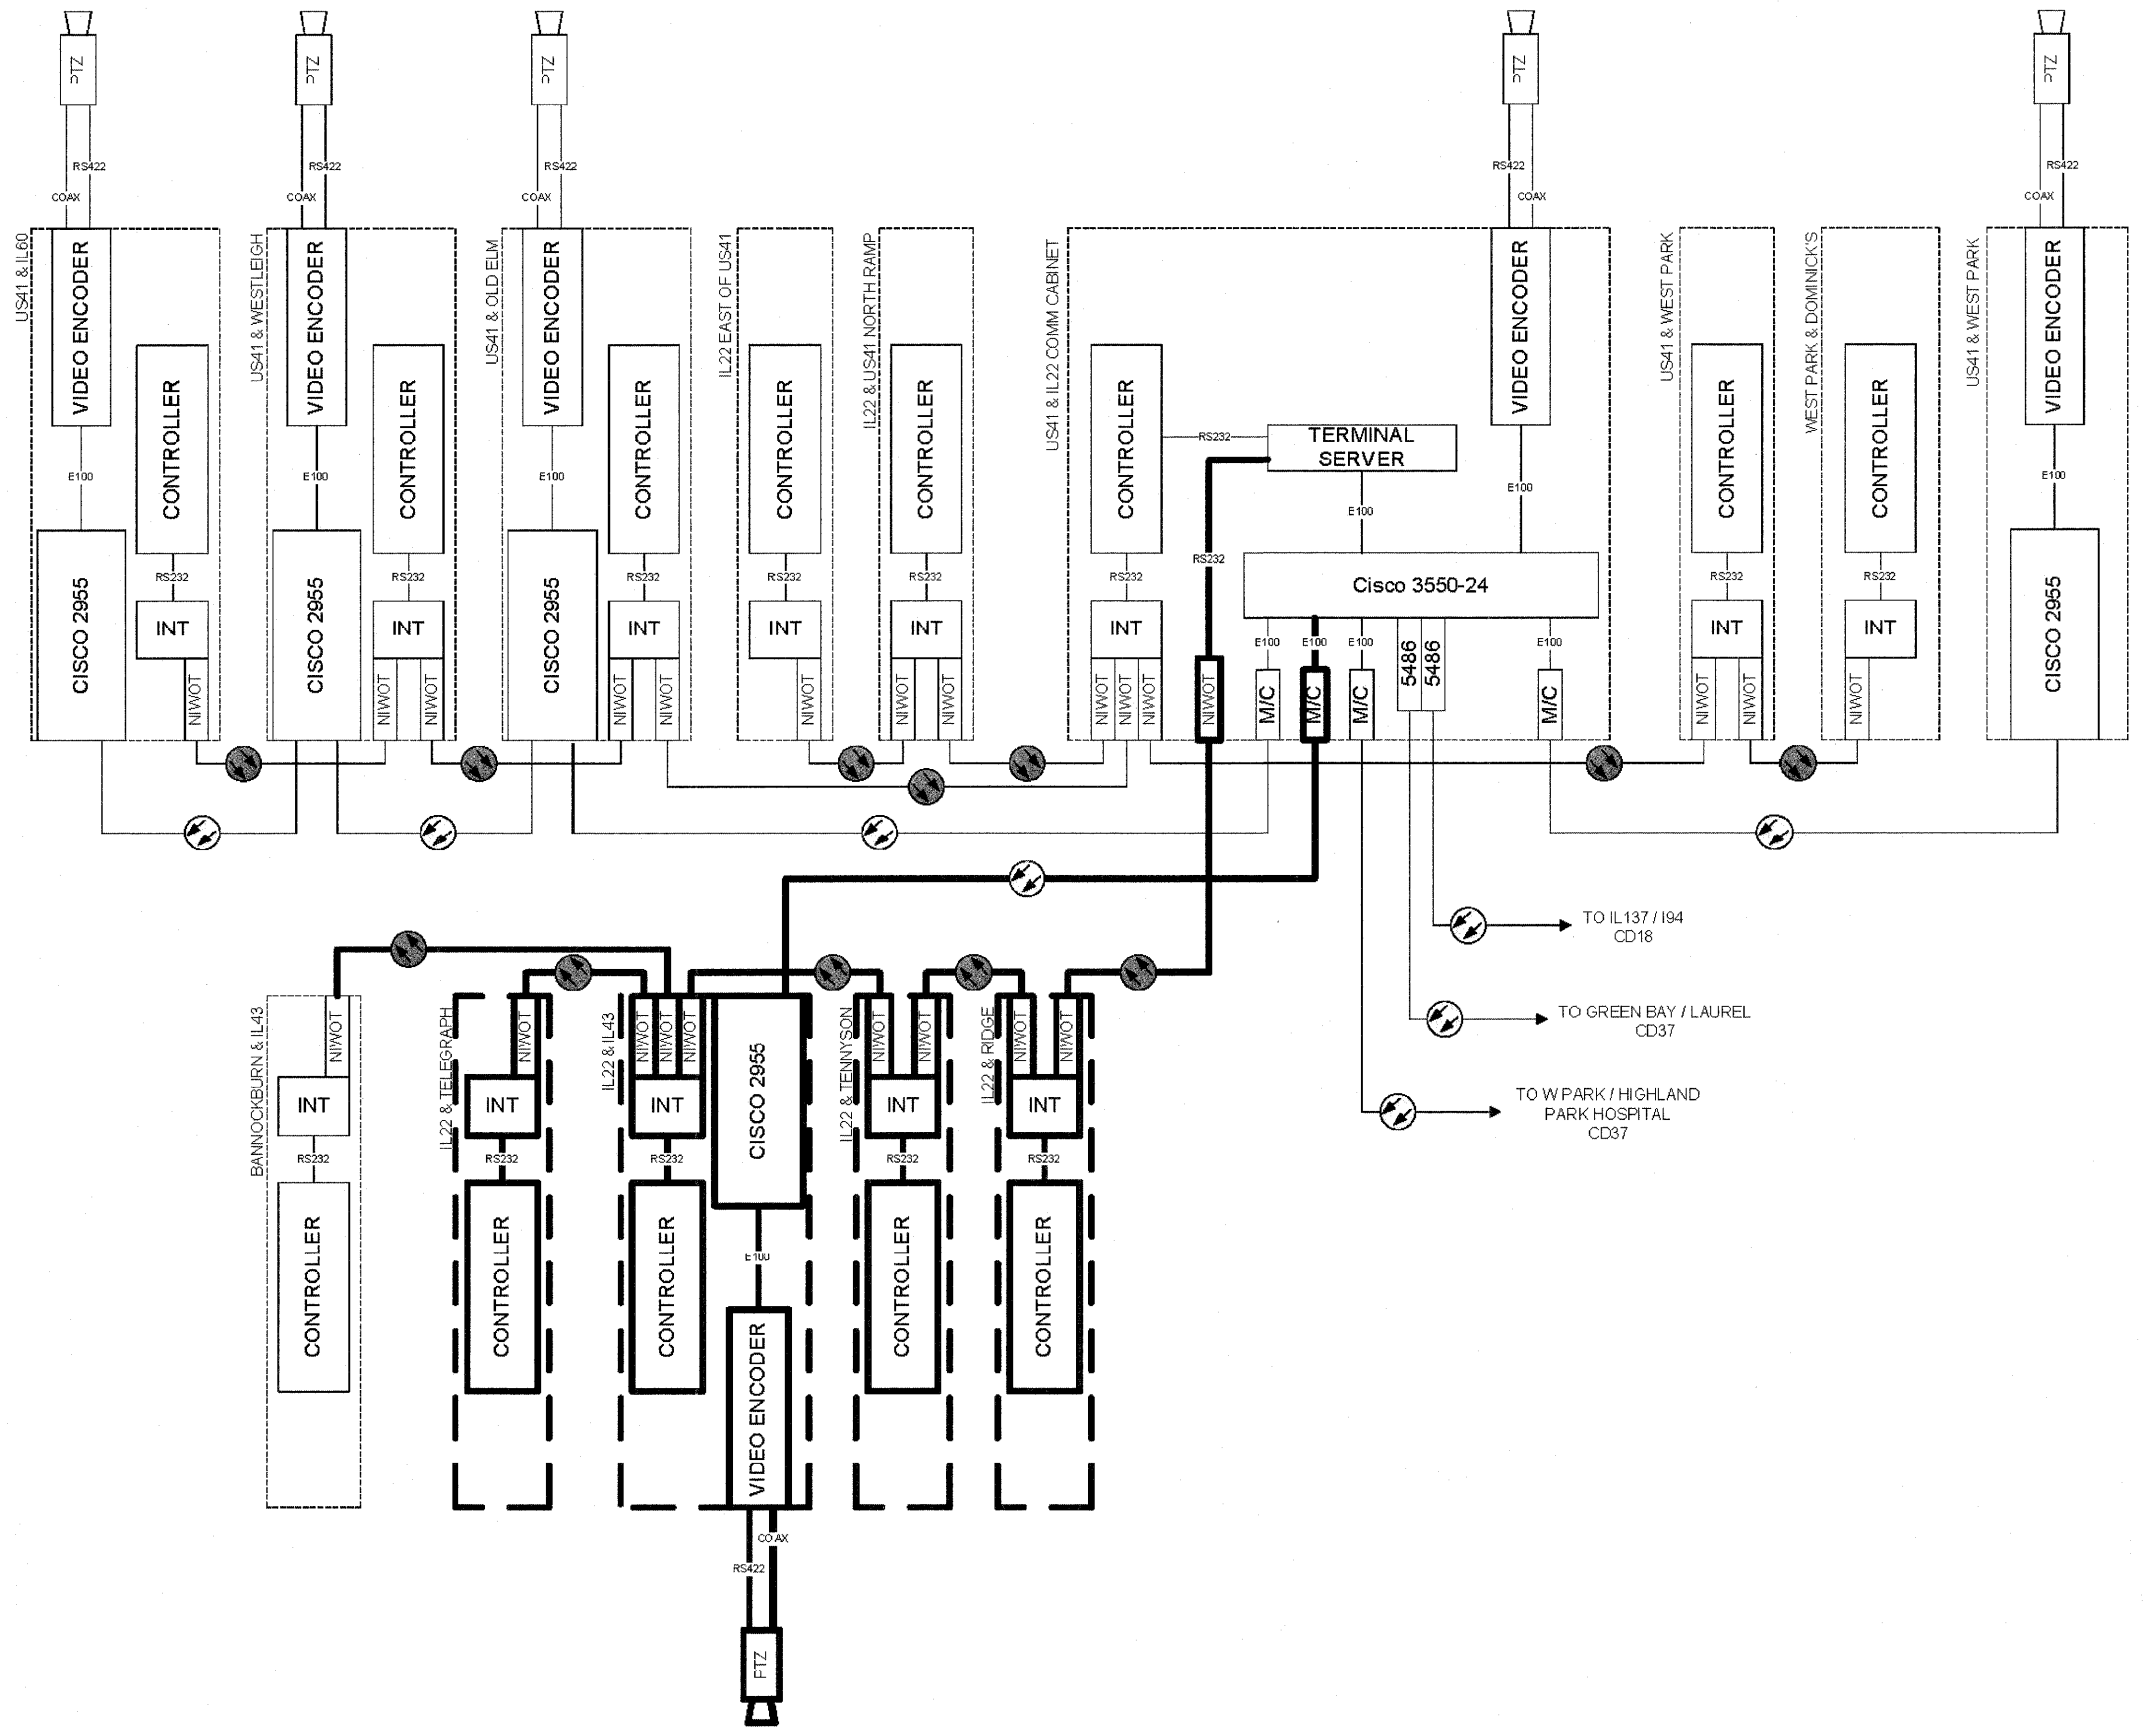 PTZ
PTZ
PTZ
PTZ
PTZ
RS422
COAX
RS422
COAX
RS422
COAX
RS422
COAX
RS422
COAX
US41 & IL60
VIDEO ENCODER
E100
CISCO 2955
CONTROLLER
RS232
INT
NIWOT
US41 & WESTLEIGH
VIDEO ENCODER
E100
CISCO 2955
CONTROLLER
RS232
INT
NIWOT
NIWOT
US41 & OLD ELM
VIDEO ENCODER
E100
CISCO 2955
CONTROLLER
RS232
INT
NIWOT
NIWOT
IL22 EAST OF US41
CONTROLLER
RS232
INT
NIWOT
IL22 & US41 NORTH RAMP
CONTROLLER
RS232
INT
NIWOT
NIWOT
US41 & IL22 COMM CABINET
CONTROLLER
RS232
INT
NIWOT
NIWOT
NIWOT
RS232
TERMINAL
SERVER
RS232
NIWOT
E100
VIDEO ENCODER
E100
Cisco 3550-24
E100
M/C
E100
M/C
E100
M/C
5486
5486
E100
M/C
US41 & WEST PARK
CONTROLLER
RS232
INT
NIWOT
NIWOT
WEST PARK & DOMINICK'S
CONTROLLER
RS232
INT
NIWOT
US41 & WEST PARK
VIDEO ENCODER
E100
CISCO 2955
TO IL137 / I94
CD18
TO GREEN BAY / LAUREL
CD37
TO W PARK / HIGHLAND
PARK HOSPITAL
CD37
BANNOCKBURN & IL43
NIWOT
INT
RS232
CONTROLLER
IL22 & TELEGRAPH
NIWOT
INT
RS232
CONTROLLER
IL22 & IL43
NIWOT
NIWOT
NIWOT
INT
RS232
CONTROLLER
CISCO 2955
E100
VIDEO ENCODER
COAX
RS422
PTZ
IL22 & TENNYSON
NIWOT
NIWOT
INT
RS232
CONTROLLER
IL22 & RIDGE
NIWOT
NIWOT
INT
RS232
CONTROLLER